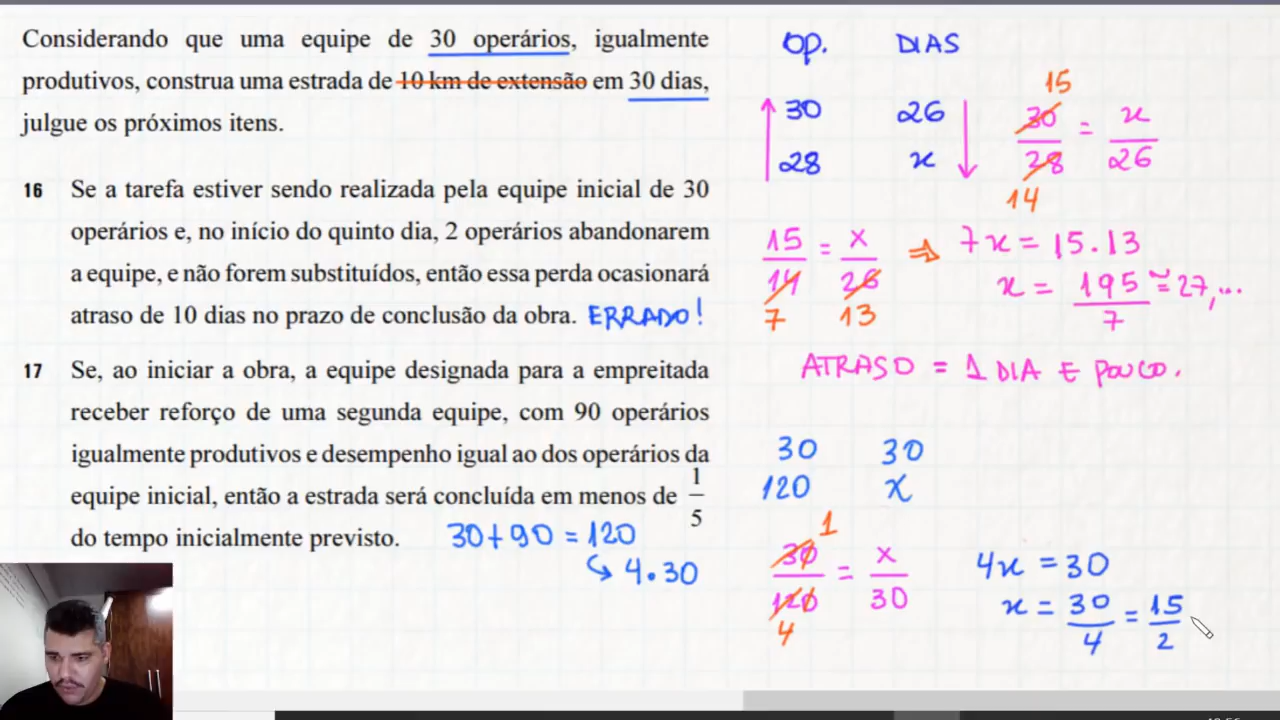 Considerando que uma equipe de 30 operários, igualmente
produtivos, construa uma estrada de 10 km de extensão em 30 dias,
julgue os próximos itens.
16 Se a tarefa estiver sendo realizada pela equipe inicial de 30
operários e, no início do quinto dia, 2 operários abandonarem
a equipe, e não forem substituídos, então essa perda ocasionará
atraso de 10 dias no prazo de conclusão da obra. ERRADO!
17 Se, ao iniciar a obra, a equipe designada para a empreitada
receber reforço de uma segunda equipe, com 90 operários
igualmente produtivos e desempenho igual ao dos operários da
equipe inicial, então a estrada será concluída em menos de 1/5
do tempo inicialmente previsto.
30+90 = 120
↳ 4.30
OP. DIAS
30 26
28 x
15
30/28 = x/26
14
15/14 = x/26 ⇒ 7x = 15.13
7 13
x = 195/7 ≅ 27,...
ATRASO = 1 DIA E POUCO.
30 30
120 x
1
30/120 = x/30
4
4x = 30
x = 30/4 = 15/2